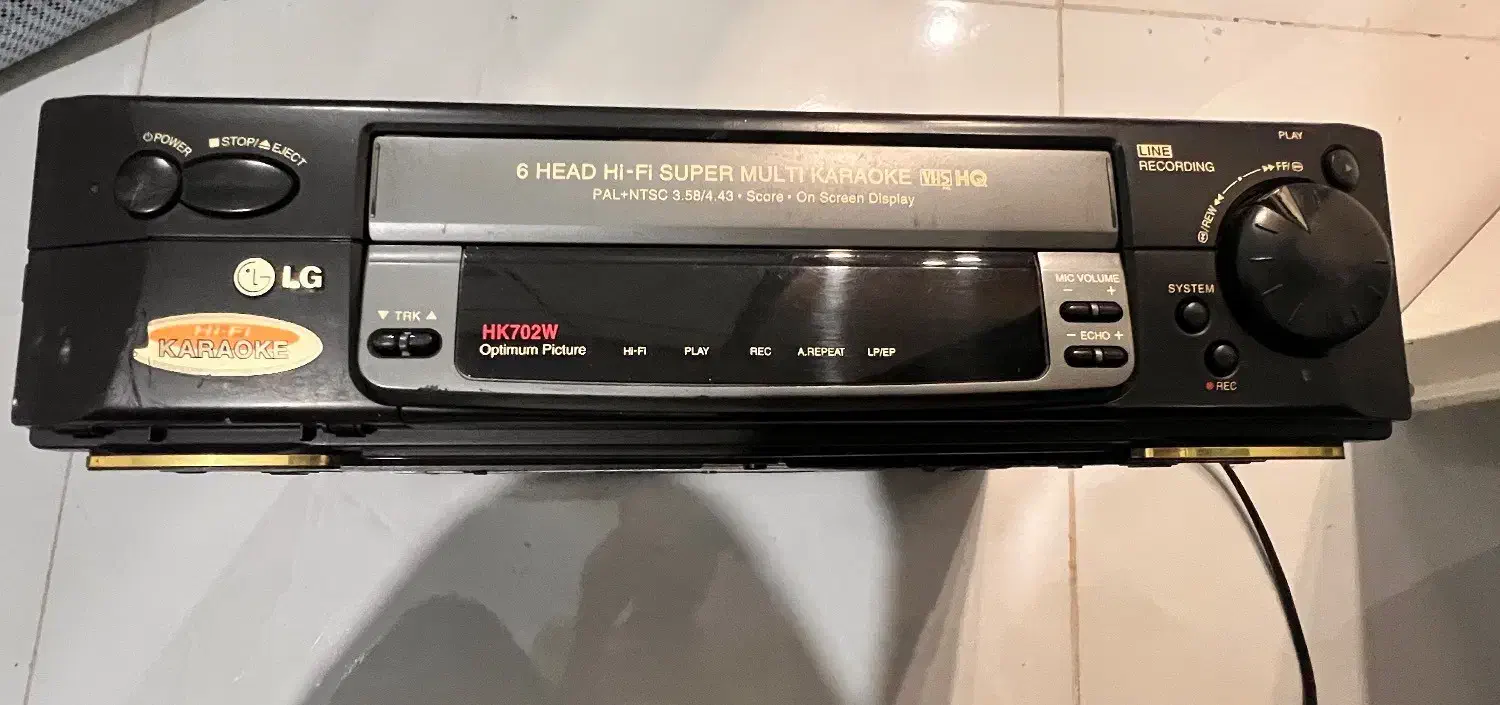 ⏻POWER
■STOP/⏏EJECT
6 HEAD Hi-Fi SUPER MULTI KARAOKE VHS HQ
PAL+NTSC 3.58/4.43 • Score • On Screen Display
LINE
RECORDING
PLAY
▶▶FF/
/REW ◀◀
LG
Hi-Fi
KARAOKE
▼ TRK ▲
HK702W
Optimum Picture
Hi-Fi
PLAY
REC
A.REPEAT
LP/EP
MIC VOLUME
− +
− ECHO +
SYSTEM
●REC